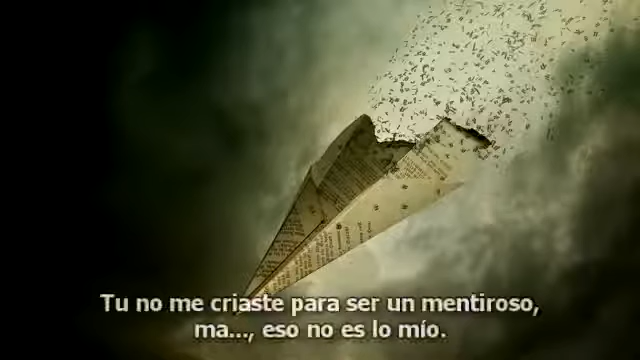 Tu no me criaste para ser un mentiroso,
ma..., eso no es lo mío.